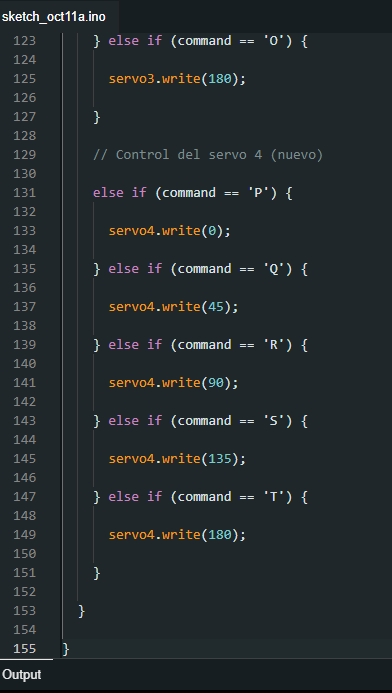 sketch_oct11a.ino
123 } else if (command == 'O') {
124
125 servo3.write(180);
126
127 }
128
129 // Control del servo 4 (nuevo)
130
131 else if (command == 'P') {
132
133 servo4.write(0);
134
135 } else if (command == 'Q') {
136
137 servo4.write(45);
138
139 } else if (command == 'R') {
140
141 servo4.write(90);
142
143 } else if (command == 'S') {
144
145 servo4.write(135);
146
147 } else if (command == 'T') {
148
149 servo4.write(180);
150
151 }
152
153 }
154
155 }
Output